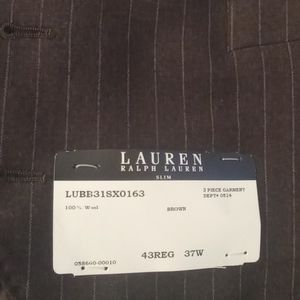 LAUREN
RALPH LAUREN
SLIM
LUBB31SX0163
3 PIECE GARMENT
DEPT# 0514
100 % Wool
BROWN
058600-00010
43REG 37W